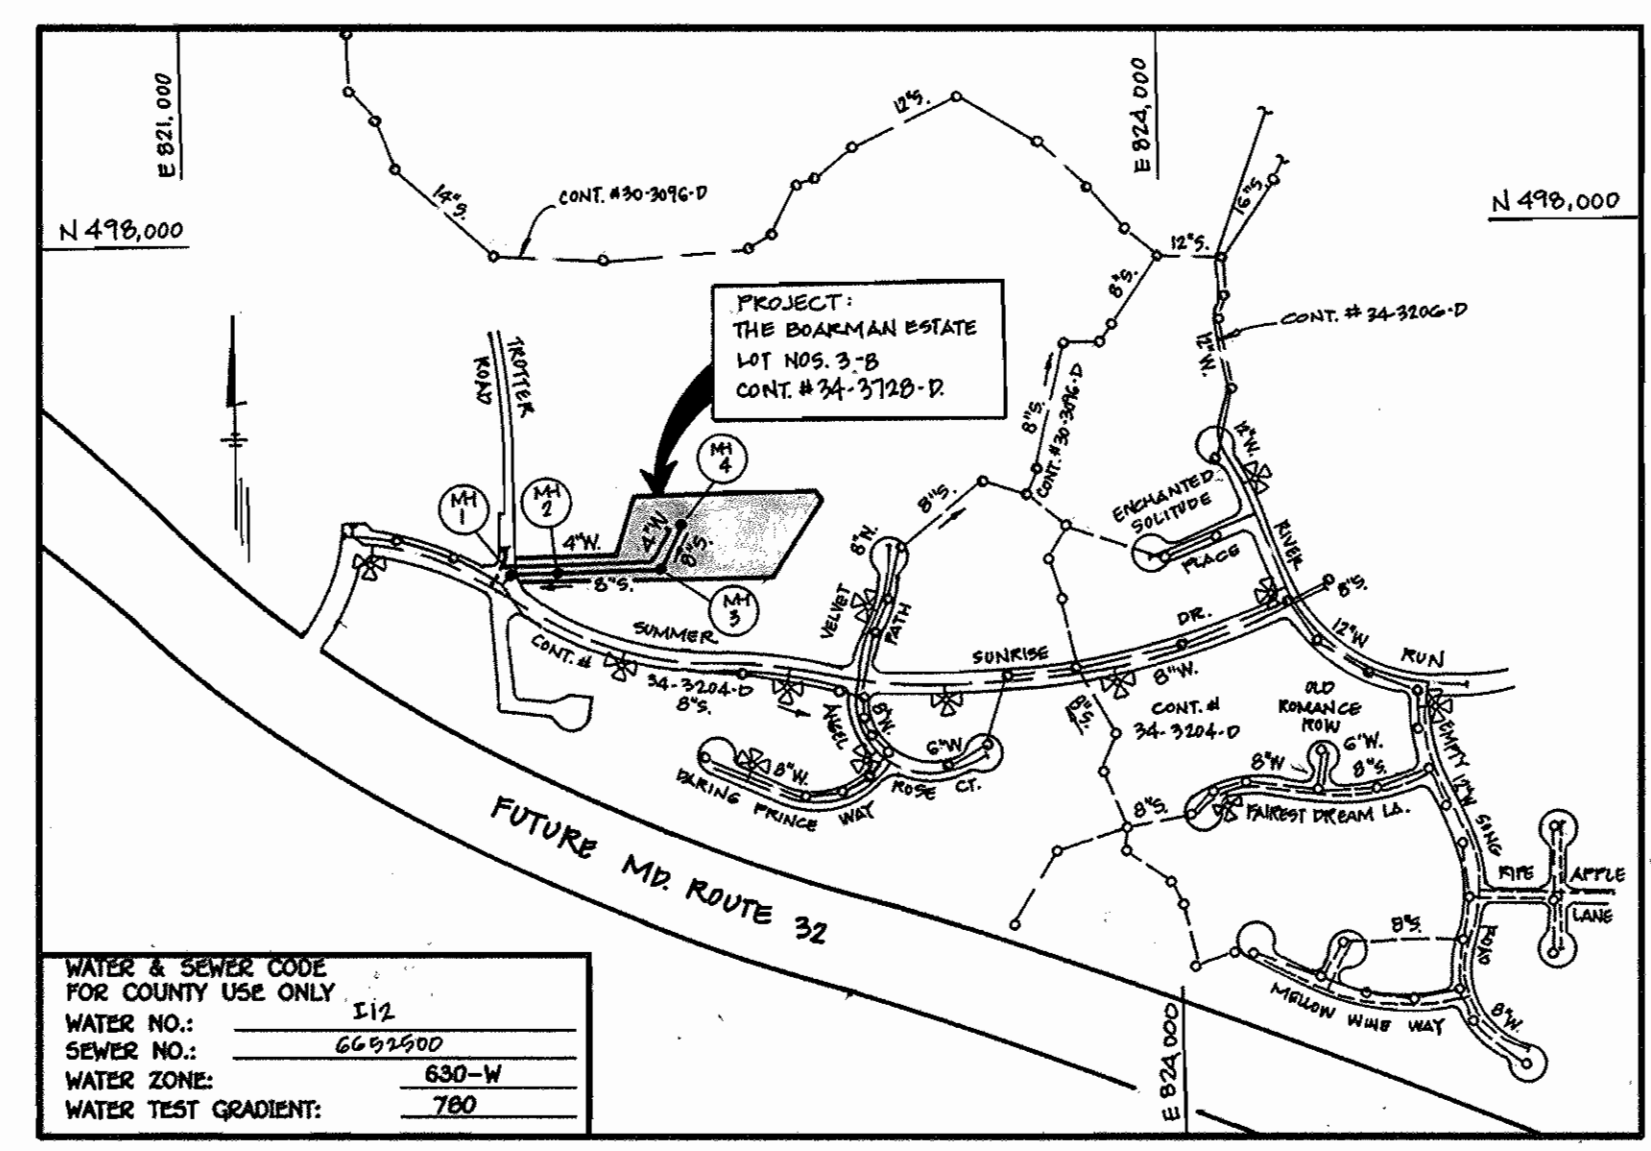 E 821,000
E 824,000
N 498,000
N 498,000
12"S.
14"S.
CONT. #30-3096-D
16"S.
12"S.
8"S.
PROJECT:
THE BOARMAN ESTATE
LOT NOS. 3-8
CONT. #34-3728-D.
CONT. #34-3206-D
12"W.
TROTTER
ROAD
8"S.
CONT. #30-3096-D
12"W.
MH
4
MH
1
MH
2
MH
3
4"W.
4"W
8"S.
8"S.
8"W.
8"S.
ENCHANTED
SOLITUDE
PLACE
RIVER
RUN
VELVET
PATH
SUMMER
SUNRISE
DR.
8"S.
12"W
CONT. #
34-3204-D
8"S.
8"W.
8"S.
CONT. #
34-3204-D
OLD
ROMANCE
ROW
6"W.
8"W
8"S.
FAIREST DREAM LA.
ANGEL
ROSE CT.
8"W.
6"W
8"W.
DARING PRINCE WAY
EMPTY
12"W
SONG
ROAD
8"S.
RIPE APPLE
LANE
8"S.
MELLOW WINE WAY
8"W.
FUTURE MD. ROUTE 32
E 824,000
WATER & SEWER CODE
FOR COUNTY USE ONLY
WATER NO.: I12
SEWER NO.: 6652500
WATER ZONE: 630-W
WATER TEST GRADIENT: 780